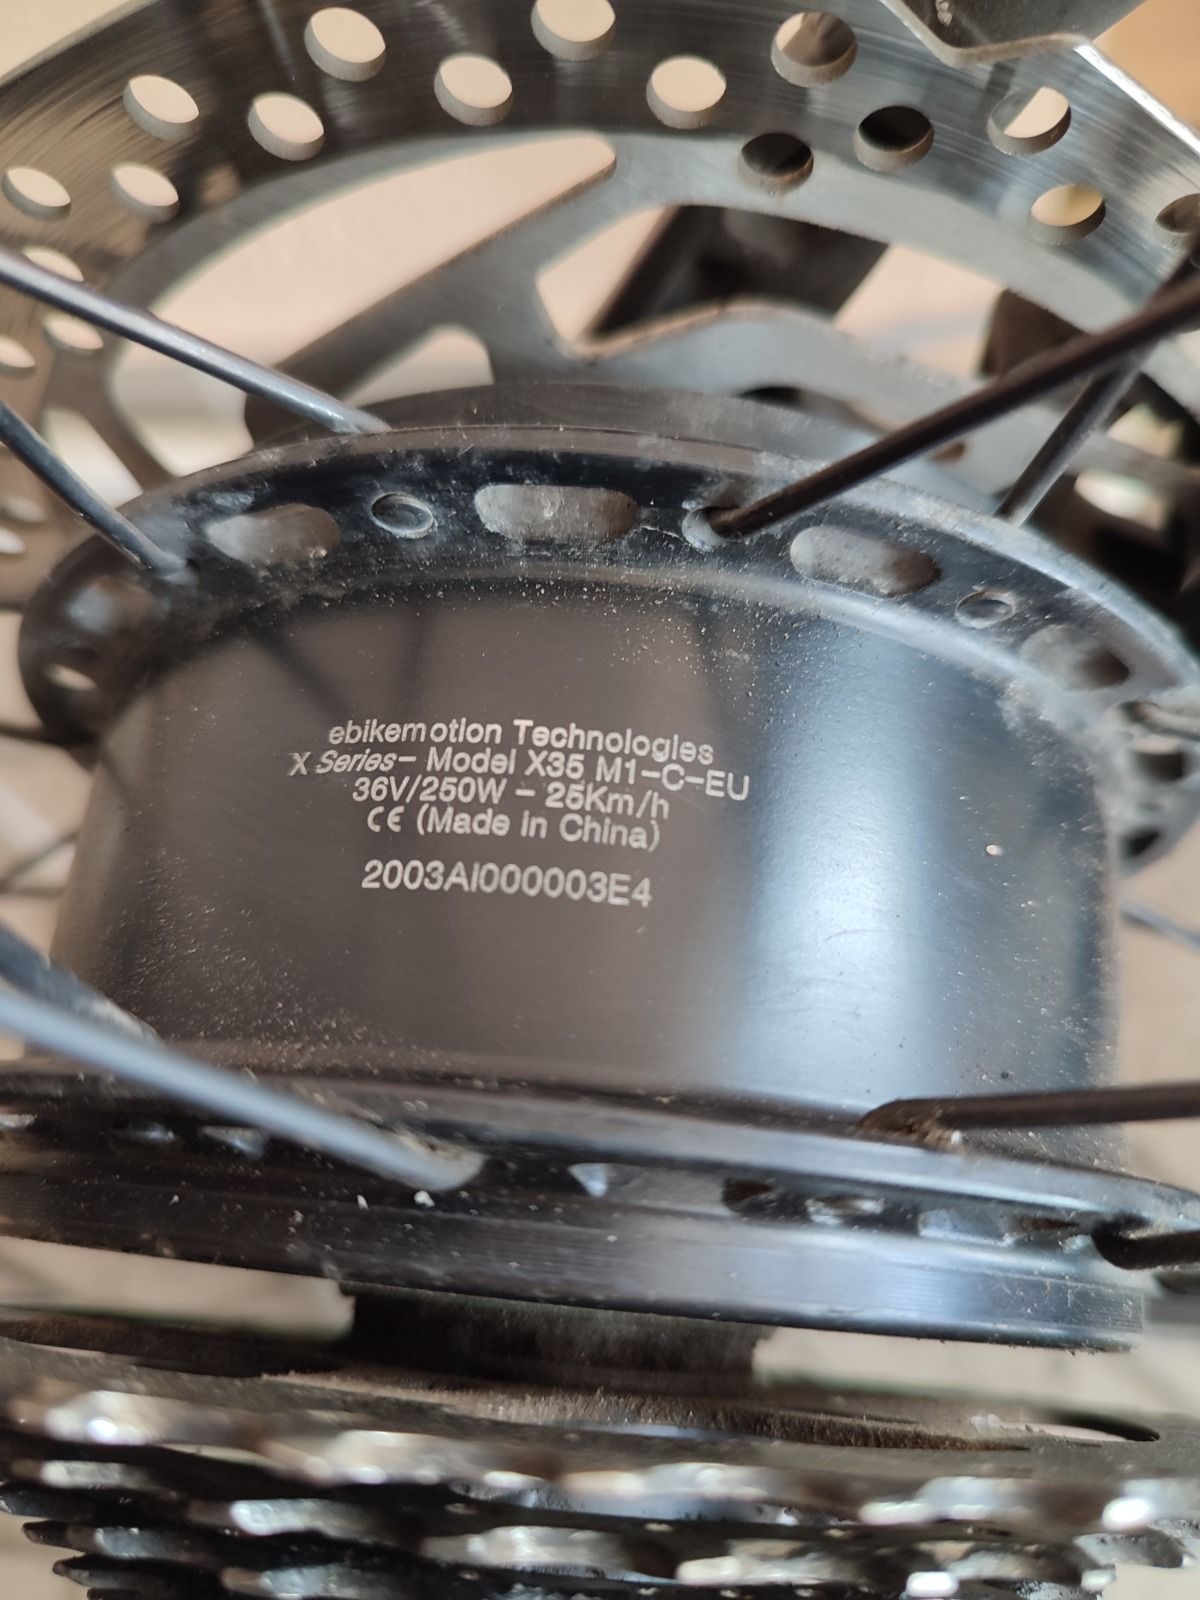 ebikemotion Technologies
X Series- Model X35 M1-C-EU
36V/250W - 25Km/h
CE (Made in China)
2003AI000003E4